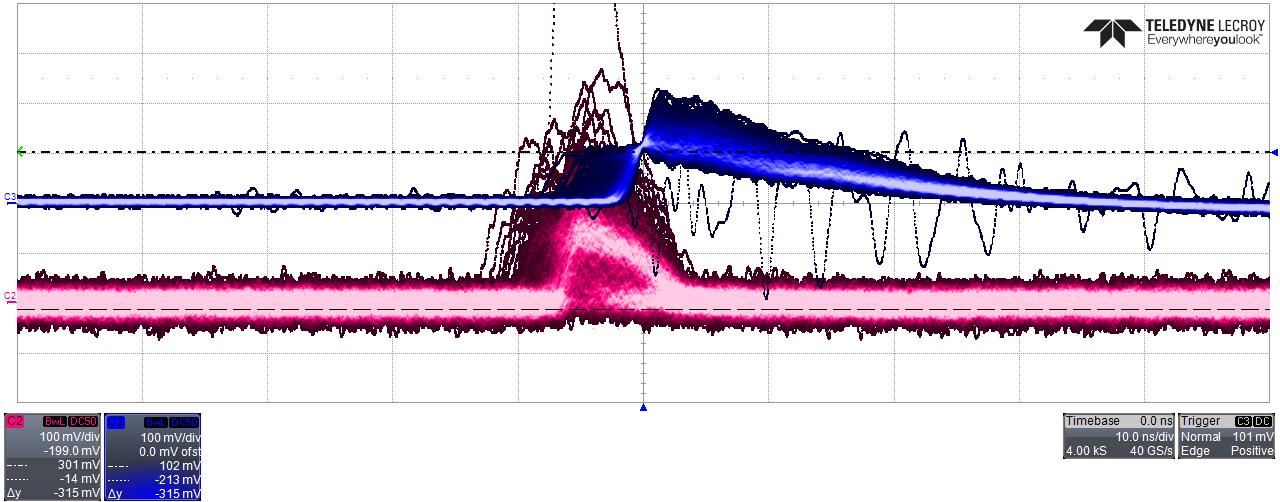 TELEDYNE LECROY
Everywhereyoulook™
C3
C2
C2 BwL DC50
100 mV/div
-199.0 mV
301 mV
-14 mV
Δy -315 mV
C3 BwL DC50
100 mV/div
0.0 mV ofst
102 mV
-213 mV
-315 mV
Timebase 0.0 ns
10.0 ns/div
4.00 kS 40 GS/s
Trigger C3 DC
Normal 101 mV
Edge Positive